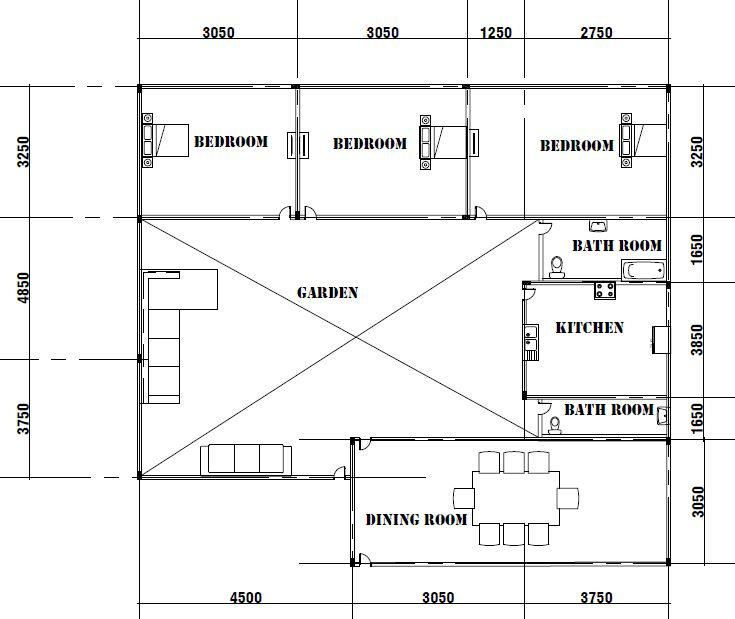 3050
3050
1250
2750
3250
BEDROOM
BEDROOM
BEDROOM
3250
BATH ROOM
1650
4850
GARDEN
KITCHEN
3850
3750
BATH ROOM
1650
DINING ROOM
3050
4500
3050
3750